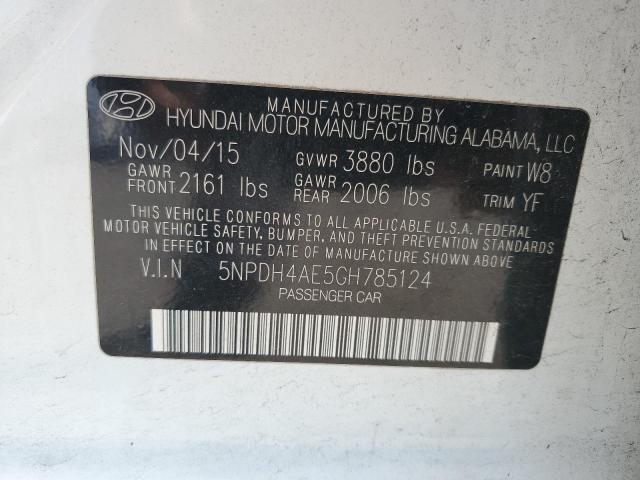 MANUFACTURED BY
HYUNDAI MOTOR MANUFACTURING ALABAMA, LLC
Nov/04/15 GVWR 3880 lbs PAINT W8
GAWR FRONT 2161 lbs GAWR REAR 2006 lbs TRIM YF
THIS VEHICLE CONFORMS TO ALL APPLICABLE U.S.A. FEDERAL
MOTOR VEHICLE SAFETY, BUMPER, AND THEFT PREVENTION STANDARDS
IN EFFECT ON THE DATE OF MANUFACTURE SHOWN ABOVE.
V.I.N 5NPDH4AE5GH785124
PASSENGER CAR